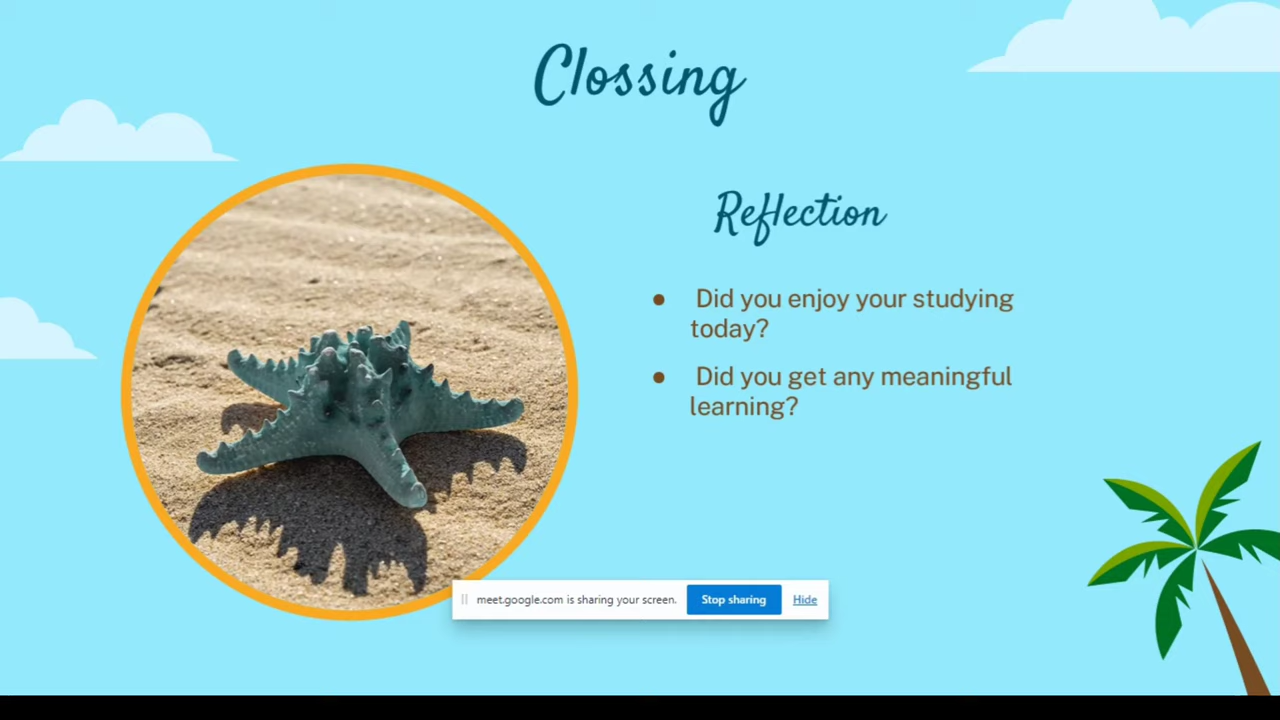 Clossing
Reflection
● Did you enjoy your studying
today?
● Did you get any meaningful
learning?
meet.google.com is sharing your screen. Stop sharing Hide